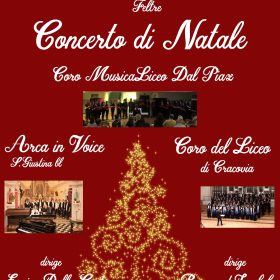 Feltre
Concerto di Natale
Coro MusicaLiceo Dal Piaz
Arca in Voice
S.Giustina bl
Coro del Liceo
di Cracovia
dirige
dirige